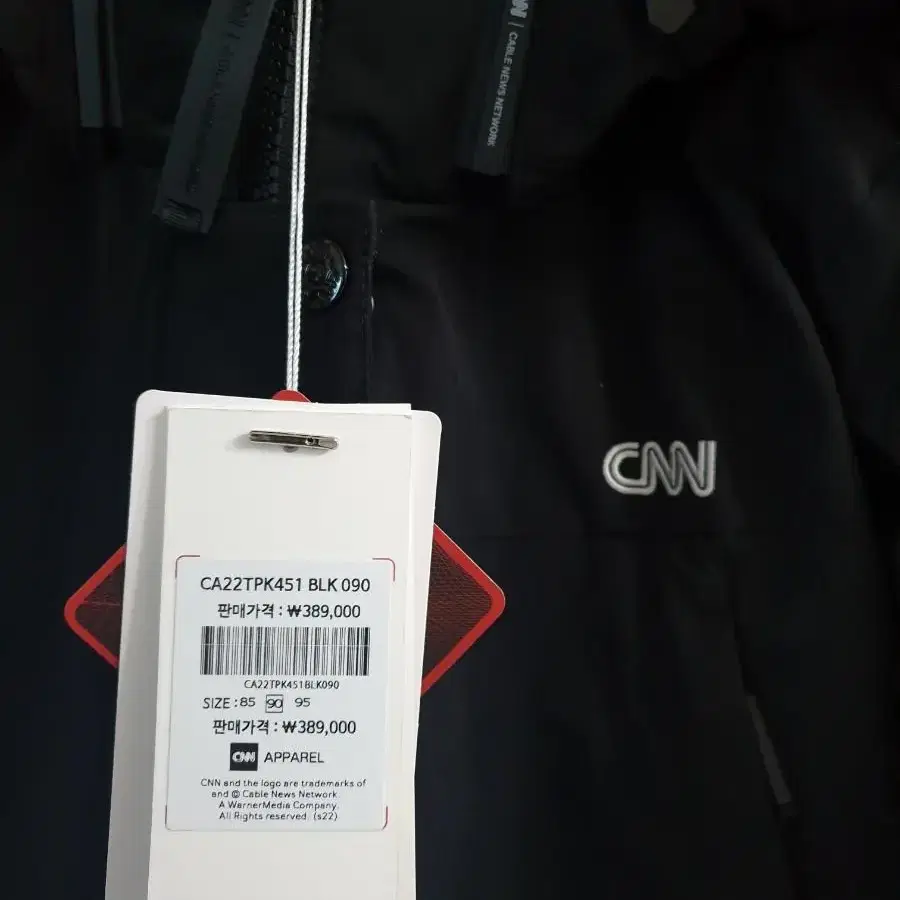 CABLE NEWS NETWORK
CNN
CA22TPK451 BLK 090
판매가격 : ₩389,000
CA22TPK451BLK090
SIZE : 85 90 95
판매가격 : ₩389,000
CNN APPAREL
CNN and the logo are trademarks of
and © Cable News Network.
A WarnerMedia Company.
All Rights reserved. (s22).